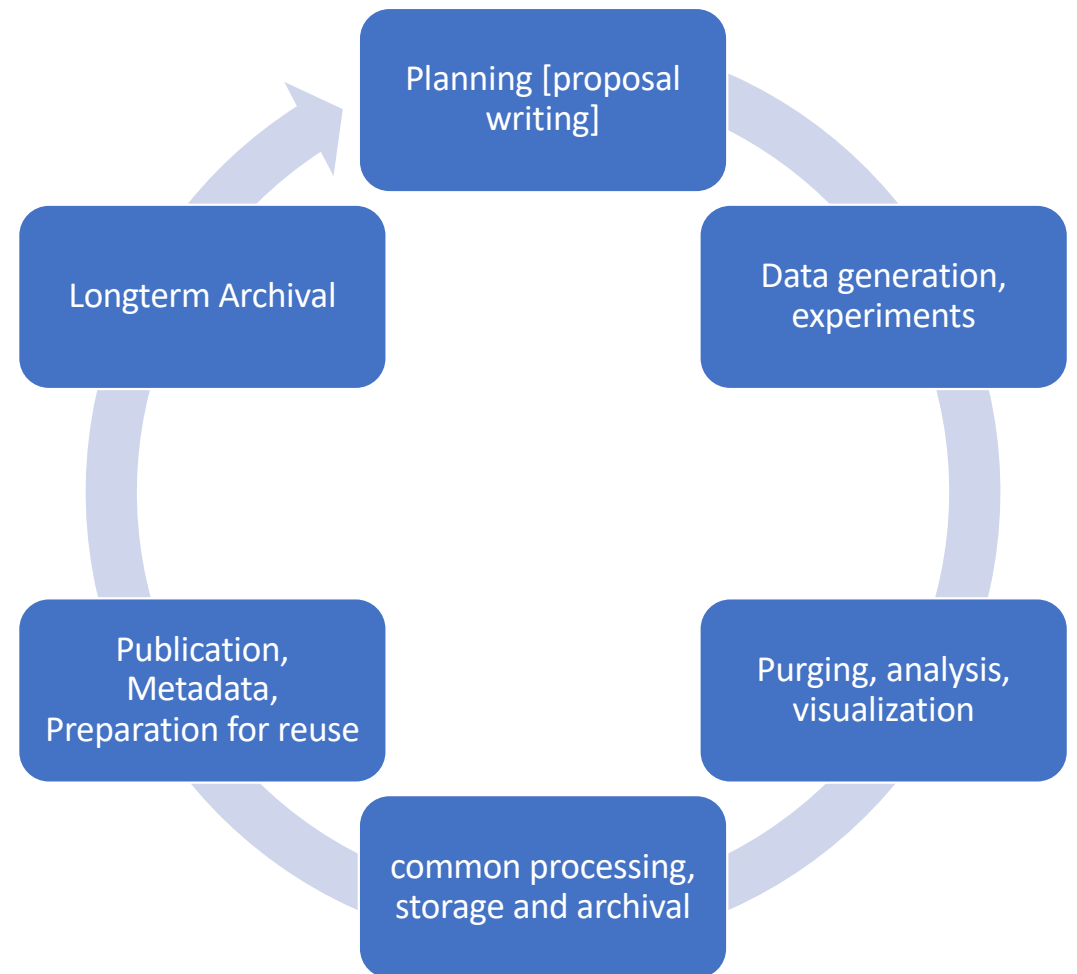 Planning [proposal
writing]
Data generation,
experiments
Purging, analysis,
visualization
common processing,
storage and archival
Publication,
Metadata,
Preparation for reuse
Longterm Archival